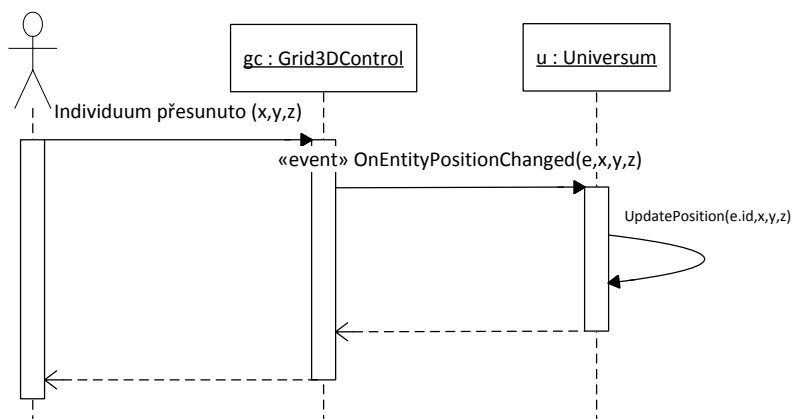 gc : Grid3DControl
u : Universum
Individuum přesunuto (x,y,z)
«event» OnEntityPositionChanged(e,x,y,z)
UpdatePosition(e.id,x,y,z)